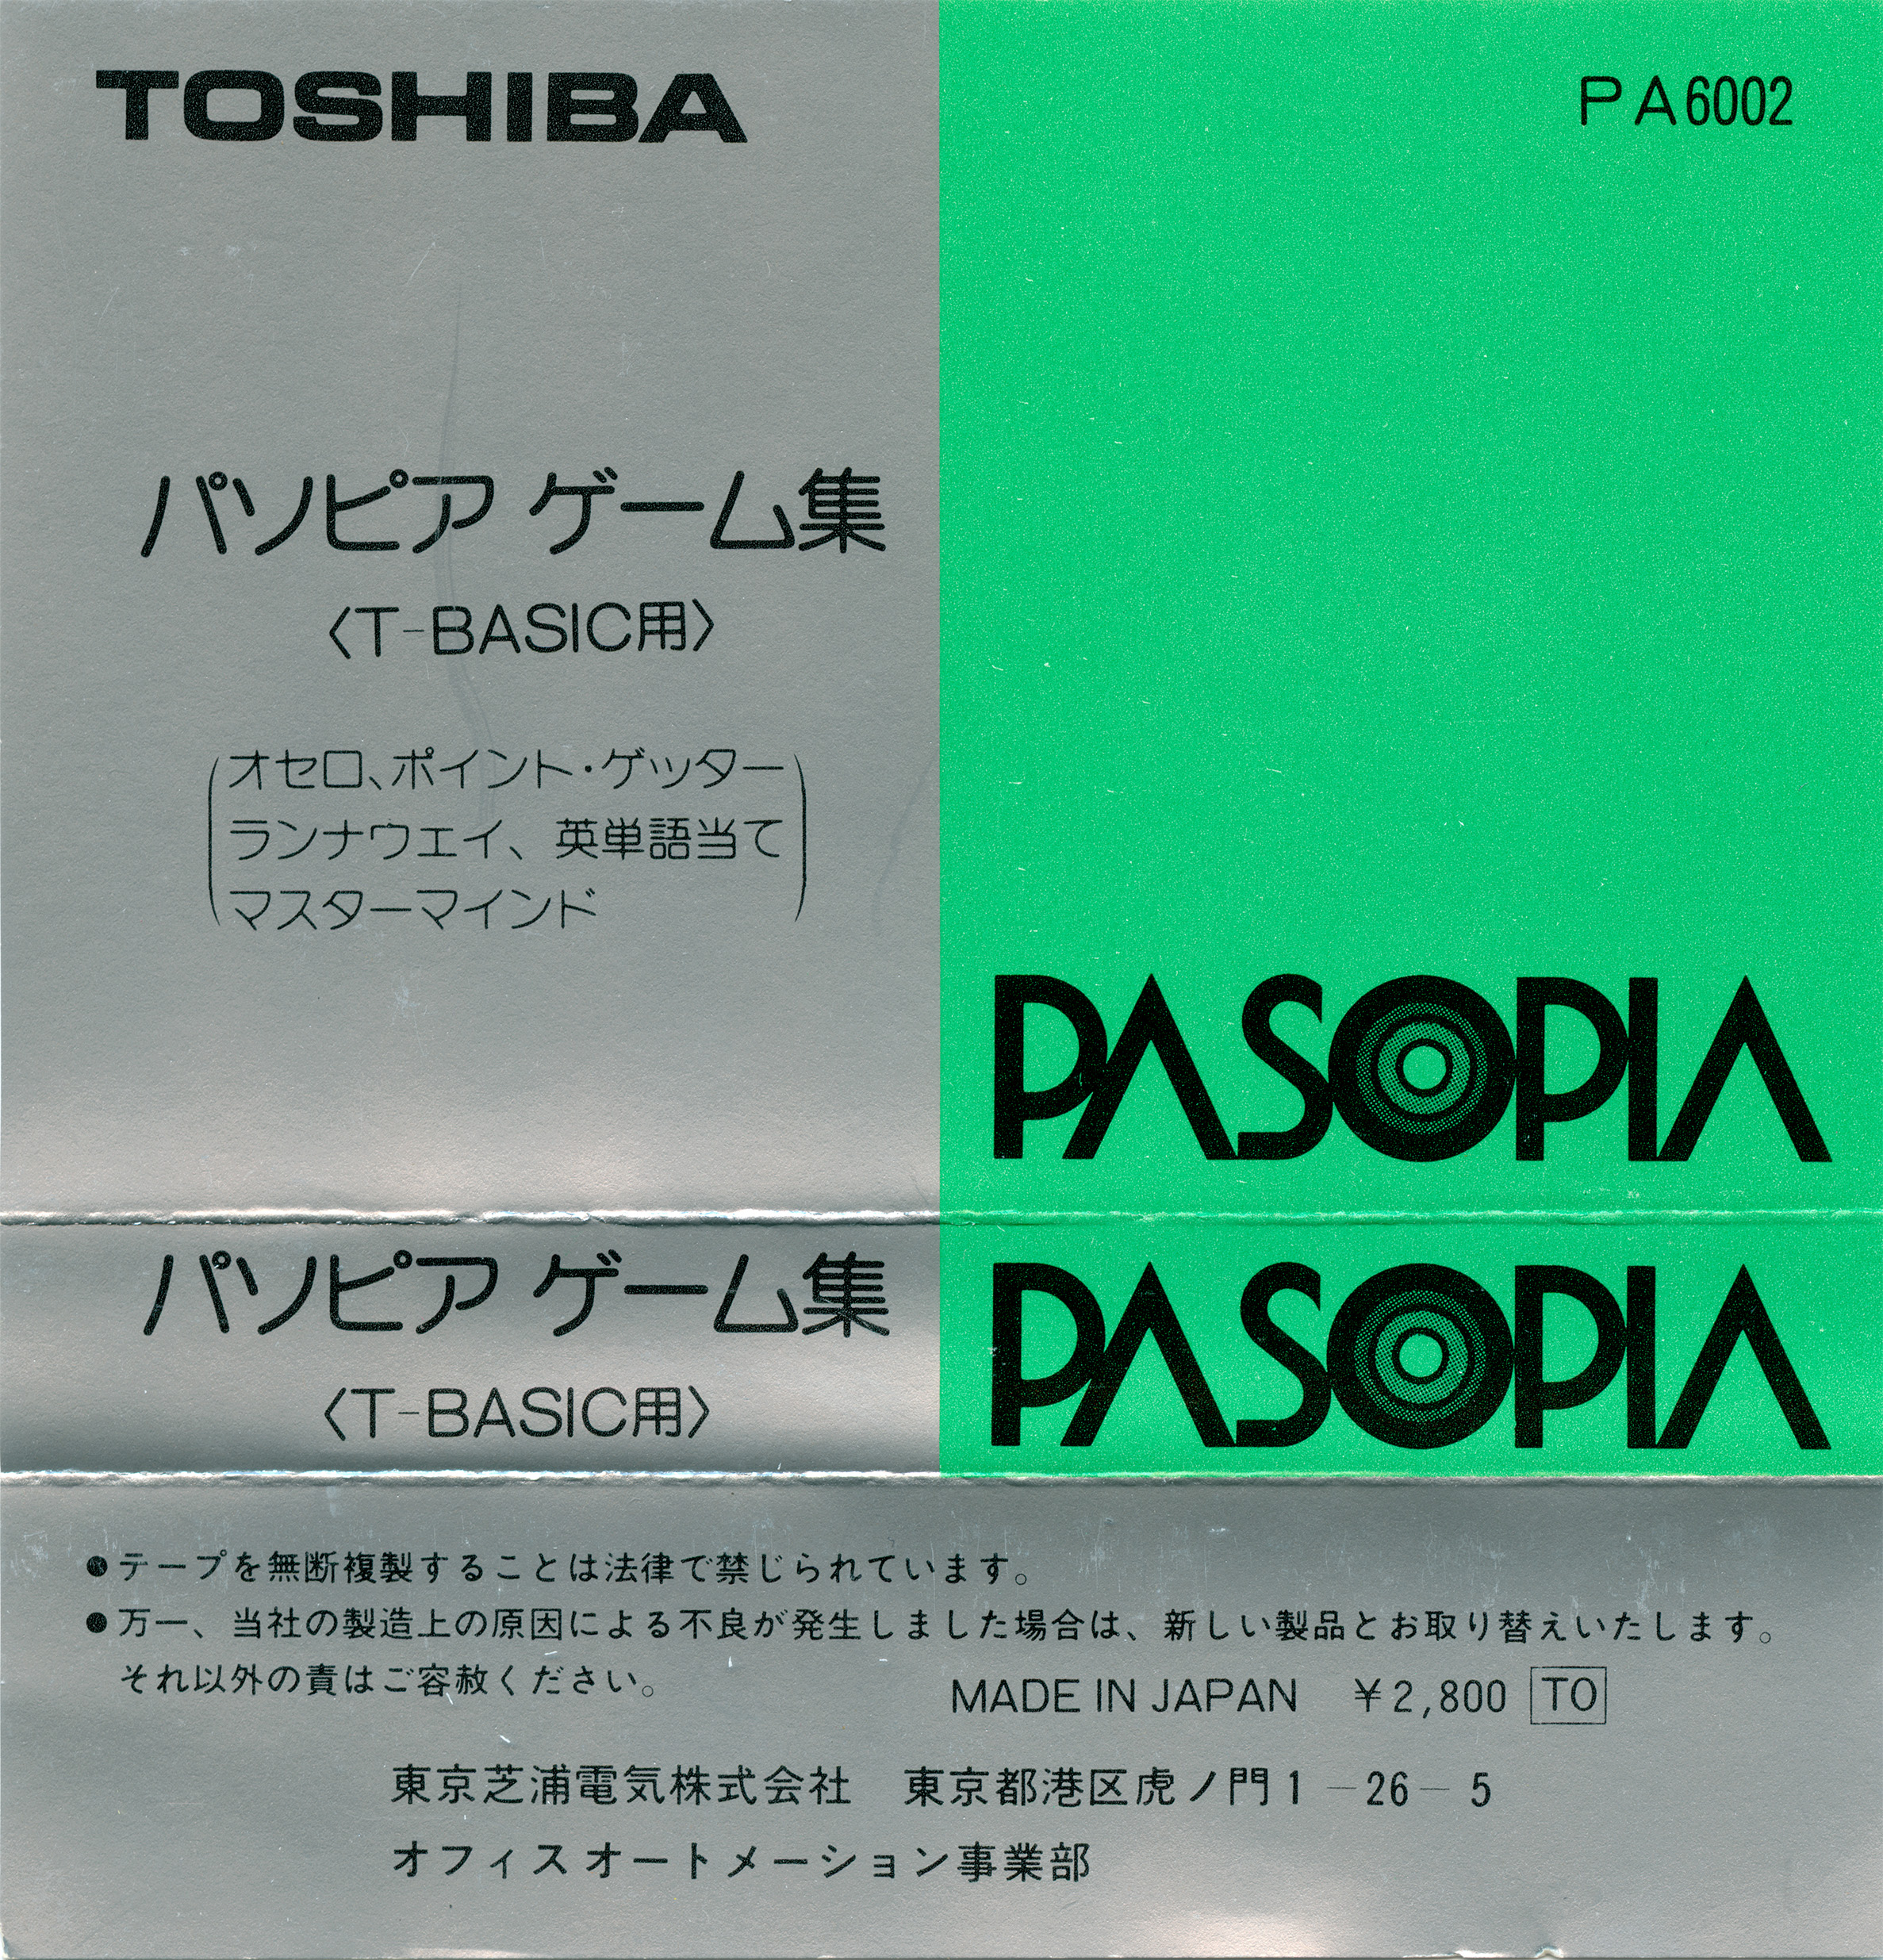 TOSHIBA
PA6002
パソピア ゲーム集
〈T-BASIC用〉
オセロ、ポイント・ゲッター
ランナウェイ、英単語当て
マスターマインド
PASOPIA
パソピア ゲーム集
〈T-BASIC用〉
PASOPIA
●テープを無断複製することは法律で禁じられています。
●万一、当社の製造上の原因による不良が発生しました場合は、新しい製品とお取り替えいたします。
それ以外の責はご容赦ください。
MADE IN JAPAN ¥2,800 TO
東京芝浦電気株式会社 東京都港区虎ノ門1-26-5
オフィスオートメーション事業部